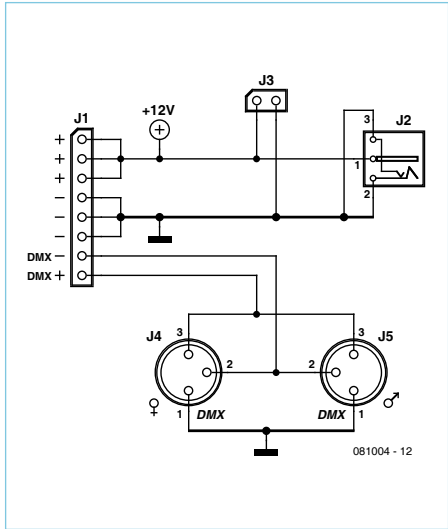 J3
+12V
J1
J2
3
+
+
1
+
−
2
−
−
DMX −
DMX +
J4
J5
3
3
2
2
♀
1
DMX
DMX
1
♂
081004 - 12